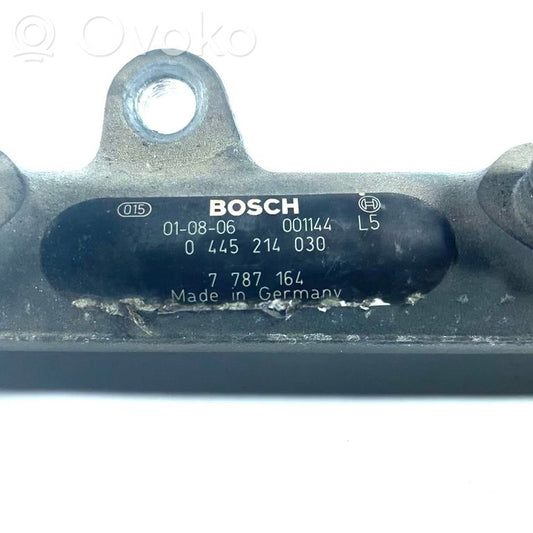 Ovoko
015 BOSCH
01-08-06 001144 L5
0 445 214 030
7 787 164
Made in Germany